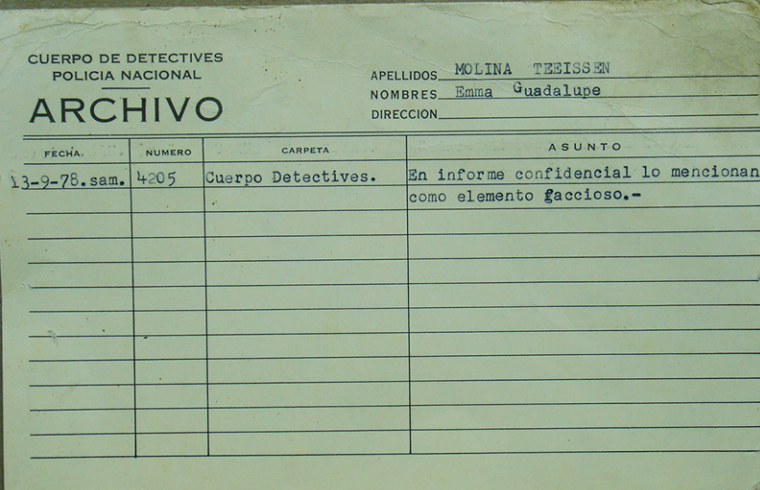 CUERPO DE DETECTIVES
POLICIA NACIONAL
ARCHIVO
APELLIDOS MOLINA TEEISSEN
NOMBRES Emma Guadalupe
DIRECCION
FECHA NUMERO CARPETA ASUNTO
13-9-78.sam. 4205 Cuerpo Detectives. En informe confidencial lo mencionan
como elemento faccioso.-